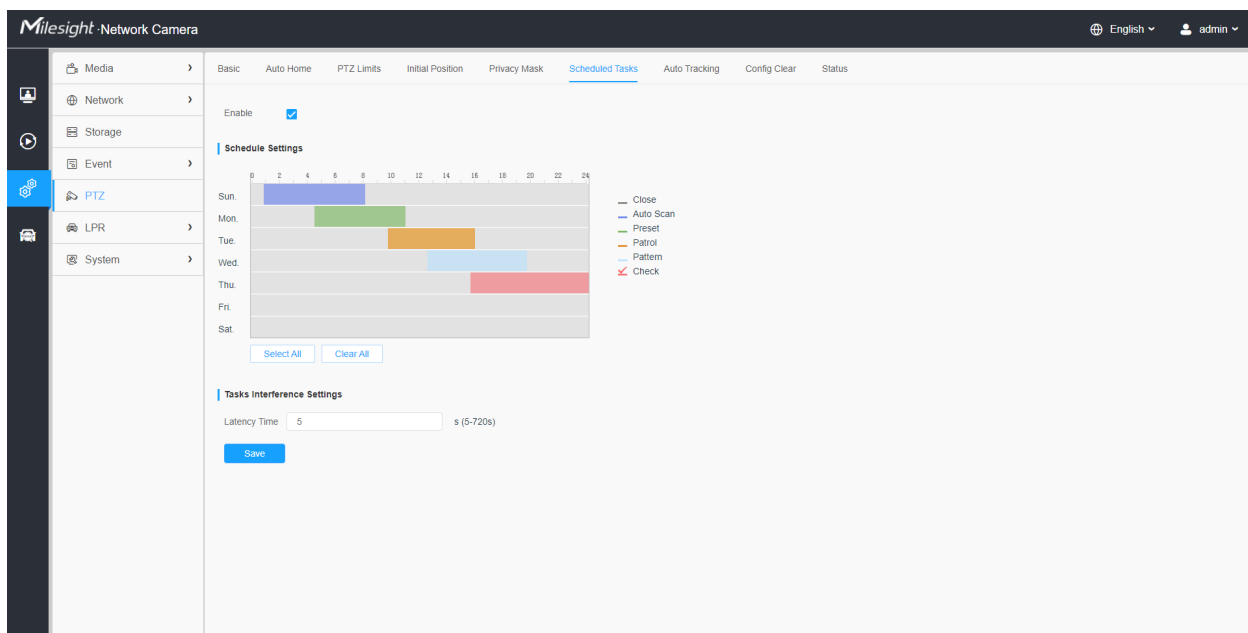 Milesight ·Network Camera
English
admin
Media
Network
Storage
Event
PTZ
LPR
System
Basic Auto Home PTZ Limits Initial Position Privacy Mask Scheduled Tasks Auto Tracking Config Clear Status
Enable
Schedule Settings
0 2 4 6 8 10 12 14 16 18 20 22 24
Sun.
Mon.
Tue.
Wed.
Thu.
Fri.
Sat.
Close
Auto Scan
Preset
Patrol
Pattern
Check
Select All Clear All
Tasks Interference Settings
Latency Time 5 s (5-720s)
Save